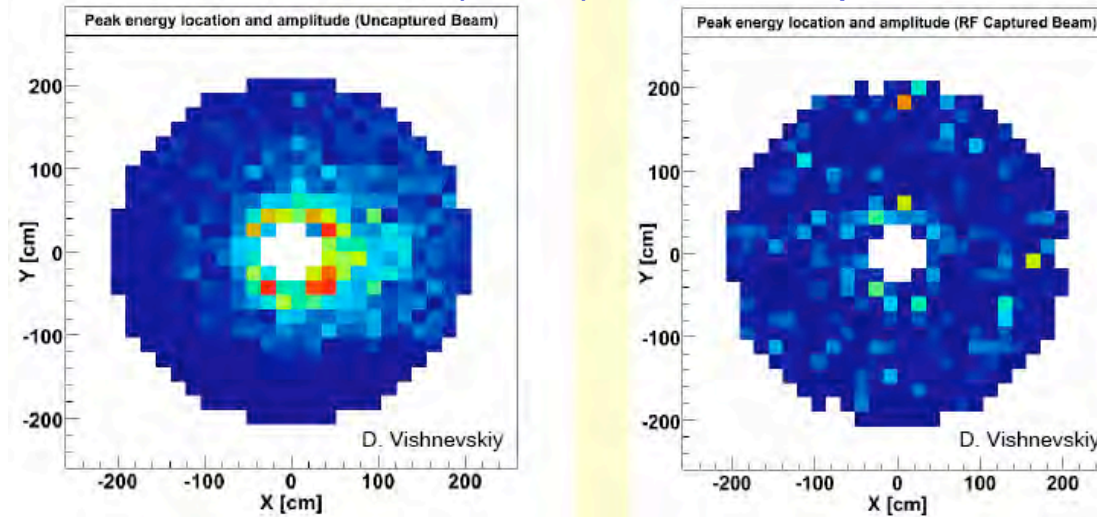 Peak energy location and amplitude (Uncaptured Beam)
200
100
0
-100
-200
Y [cm]
D. Vishnevskiy
-200
-100
0
100
200
X [cm]
Peak energy location and amplitude (RF Captured Beam)
200
100
0
-100
-200
Y [cm]
D. Vishnevskiy
-200
-100
0
100
200
X [cm]